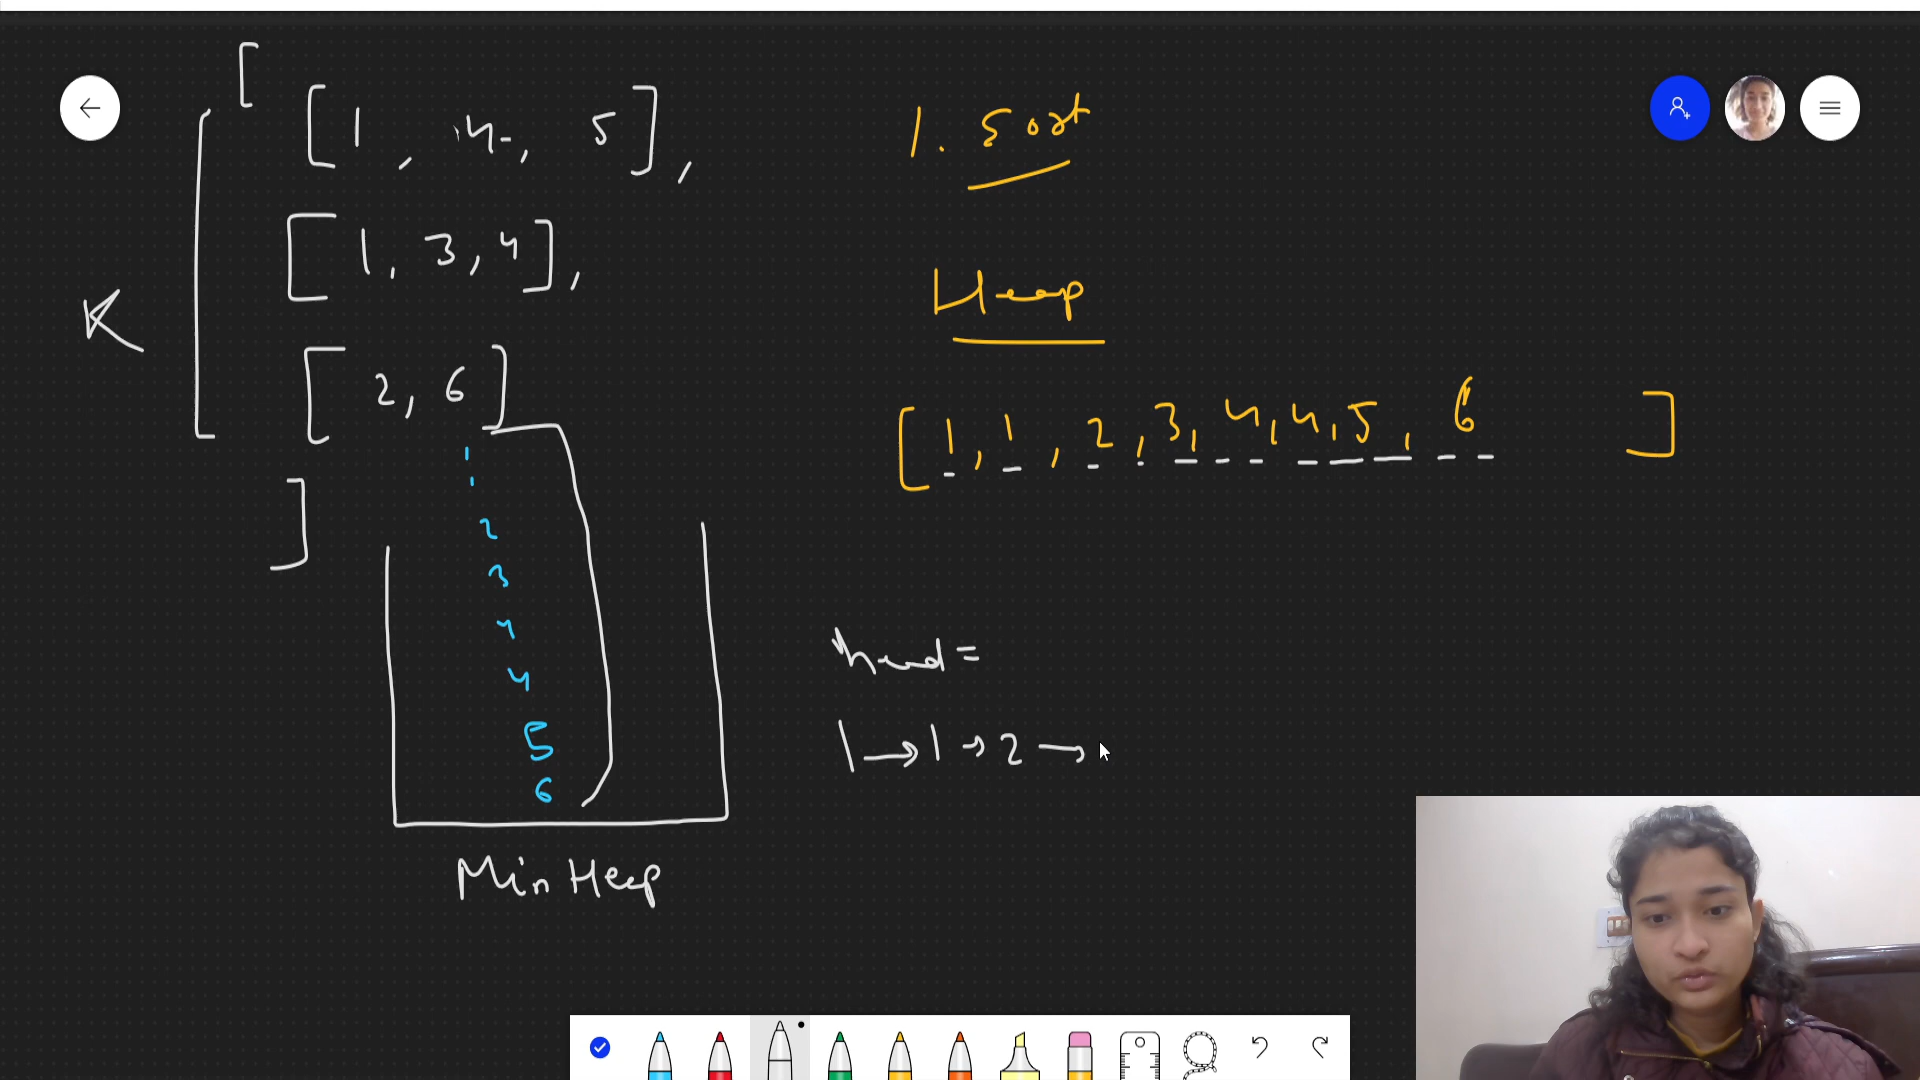 [
[1, 4, 5],
[1, 3, 4],
K
[2, 6]
]
1
1
2
3
4
4
5
6
Min Heap
1. Sort
Heap
[1, 1, 2, 3, 4, 4, 5, 6 ]
head =
1 → 1 → 2 →